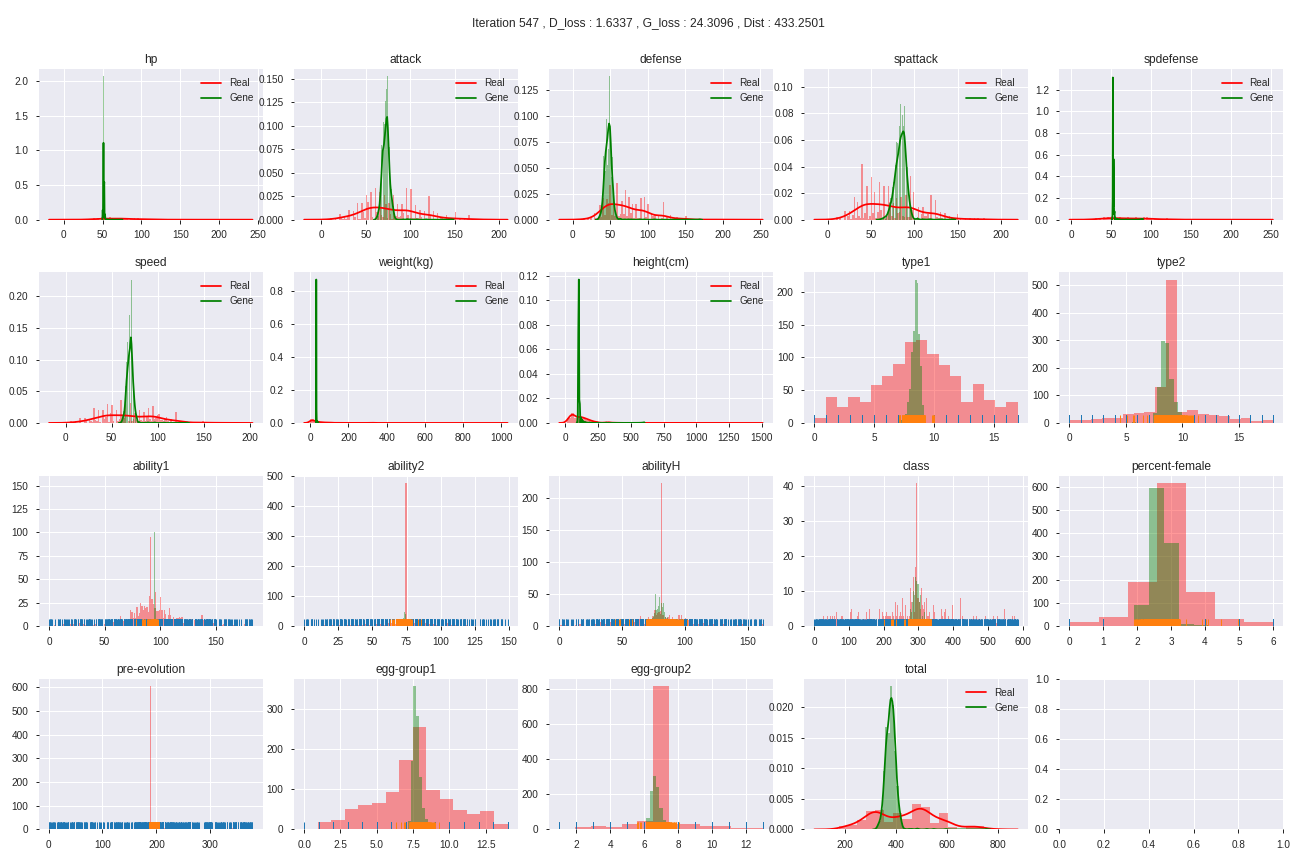 Iteration 547 , D_loss : 1.6337 , G_loss : 24.3096 , Dist : 433.2501
hp
attack
defense
spattack
spdefense
2.0
1.5
1.0
0.5
0.0
0 50 100 150 200 250
Real
Gene
0.150
0.125
0.100
0.075
0.050
0.025
0.000
0 50 100 150 200
Real
Gene
0.125
0.100
0.075
0.050
0.025
0.000
0 50 100 150 200 250
Real
Gene
0.10
0.08
0.06
0.04
0.02
0.00
0 50 100 150 200
Real
Gene
1.2
1.0
0.8
0.6
0.4
0.2
0.0
0 50 100 150 200 250
Real
Gene
speed
weight(kg)
height(cm)
type1
type2
0.20
0.15
0.10
0.05
0.00
0 50 100 150 200
Real
Gene
0.8
0.6
0.4
0.2
0.0
0 200 400 600 800 1000
Real
Gene
0.12
0.10
0.08
0.06
0.04
0.02
0.00
0 250 500 750 1000 1250 1500
Real
Gene
200
150
100
50
0
0 5 10 15
500
400
300
200
100
0
0 5 10 15
ability1
ability2
abilityH
class
percent-female
150
125
100
75
50
25
0
0 50 100 150
500
400
300
200
100
0
0 25 50 75 100 125 150
200
150
100
50
0
0 50 100 150
40
30
20
10
0
0 100 200 300 400 500 600
600
500
400
300
200
100
0
0 1 2 3 4 5 6
pre-evolution
egg-group1
egg-group2
total
600
500
400
300
200
100
0
0 100 200 300
300
200
100
0
0.0 2.5 5.0 7.5 10.0 12.5
800
600
400
200
0
2 4 6 8 10 12
0.020
0.015
0.010
0.005
0.000
200 400 600 800
Real
Gene
1.0
0.8
0.6
0.4
0.2
0.0
0.0 0.2 0.4 0.6 0.8 1.0